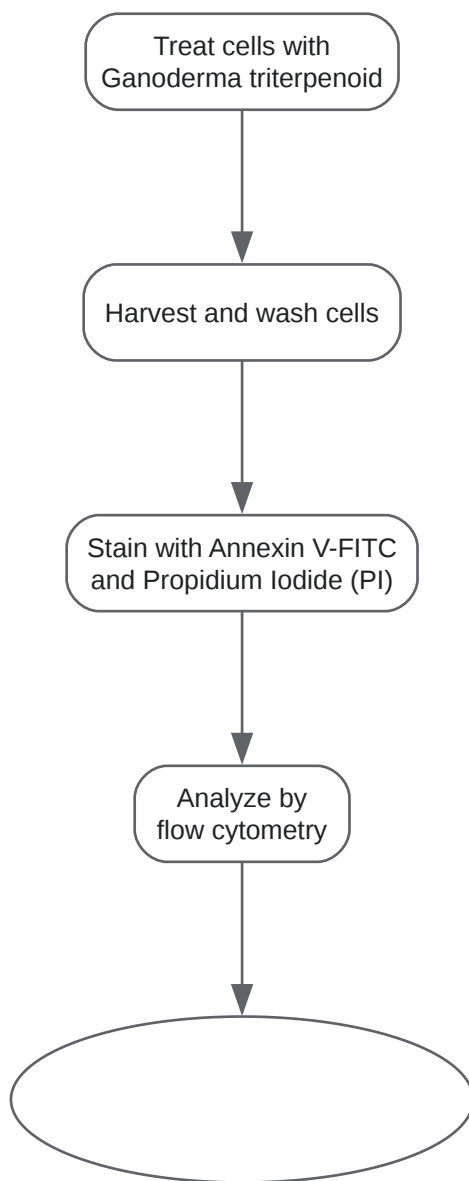 Treat cells with
Ganoderma triterpenoid
Harvest and wash cells
Stain with Annexin V-FITC
and Propidium Iodide (PI)
Analyze by
flow cytometry